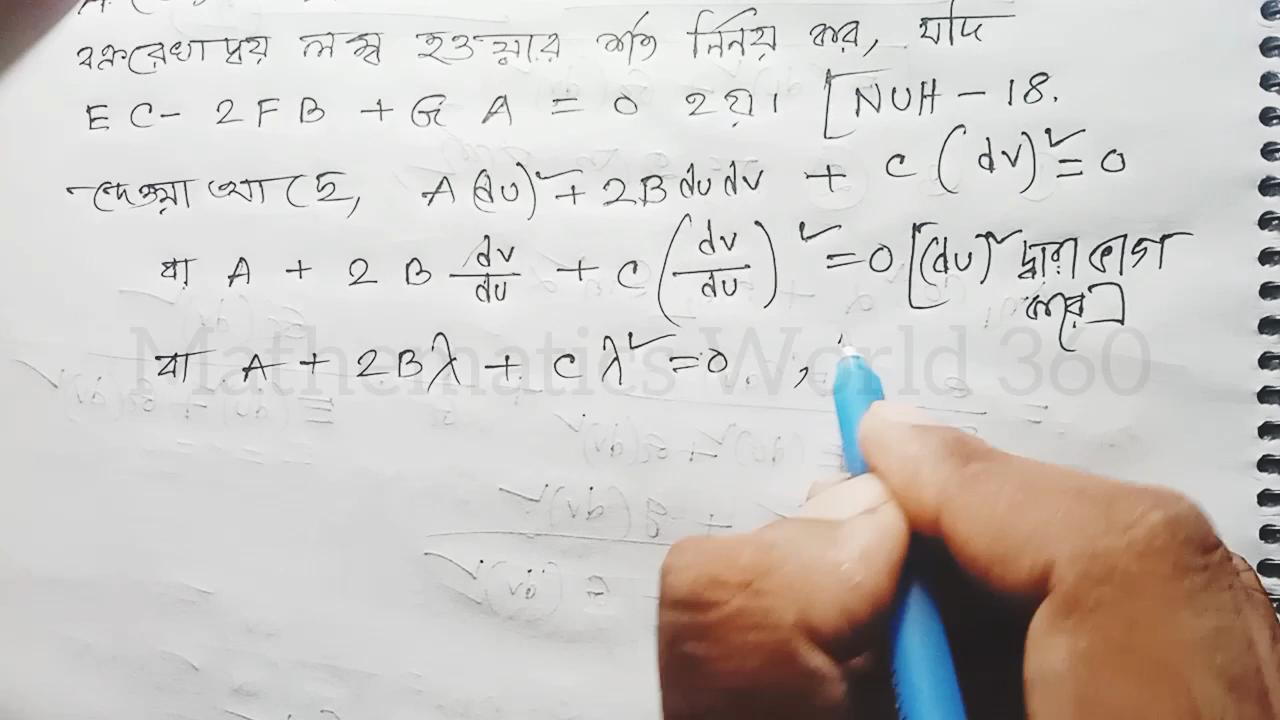 বক্ররেখাদ্বয় লম্ব হওয়ার শর্ত নির্নয় কর, যদি
EC - 2FB + GA = 0 হয়। [NUH - 18.
দেওয়া আছে, A(du)² + 2B du dv + C(dv)² = 0
বা A + 2B dv/du + C(dv/du)² = 0 [(du)² দ্বারা ভাগ
করে]
বা A + 2Bλ + Cλ² = 0. ,
Mathematics World 360